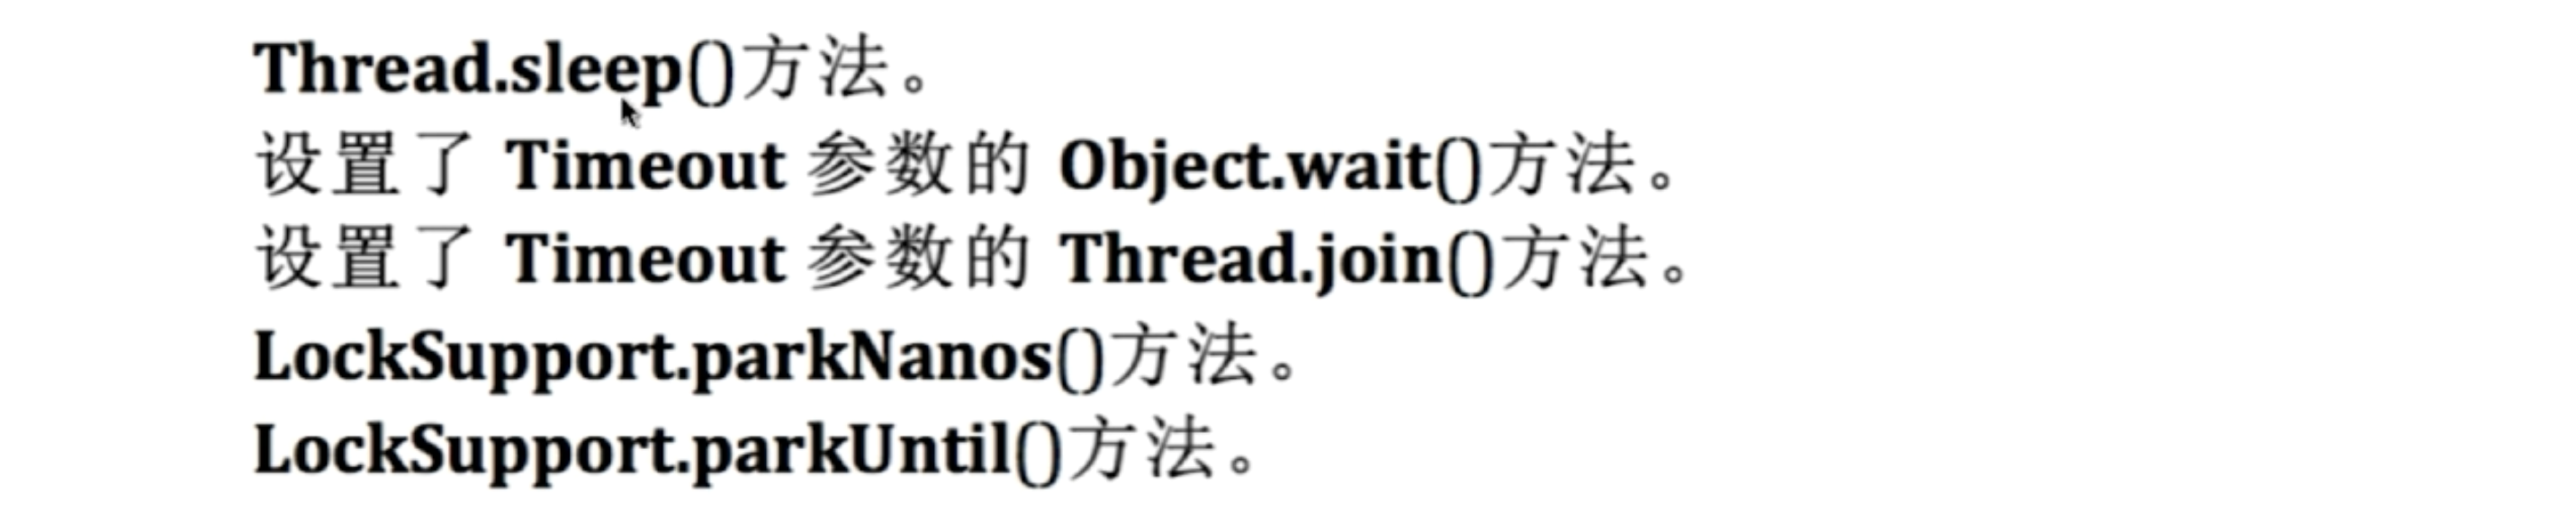 Thread.sleep()方法。
设置了 Timeout 参数的 Object.wait()方法。
设置了 Timeout 参数的 Thread.join()方法。
LockSupport.parkNanos()方法。
LockSupport.parkUntil()方法。